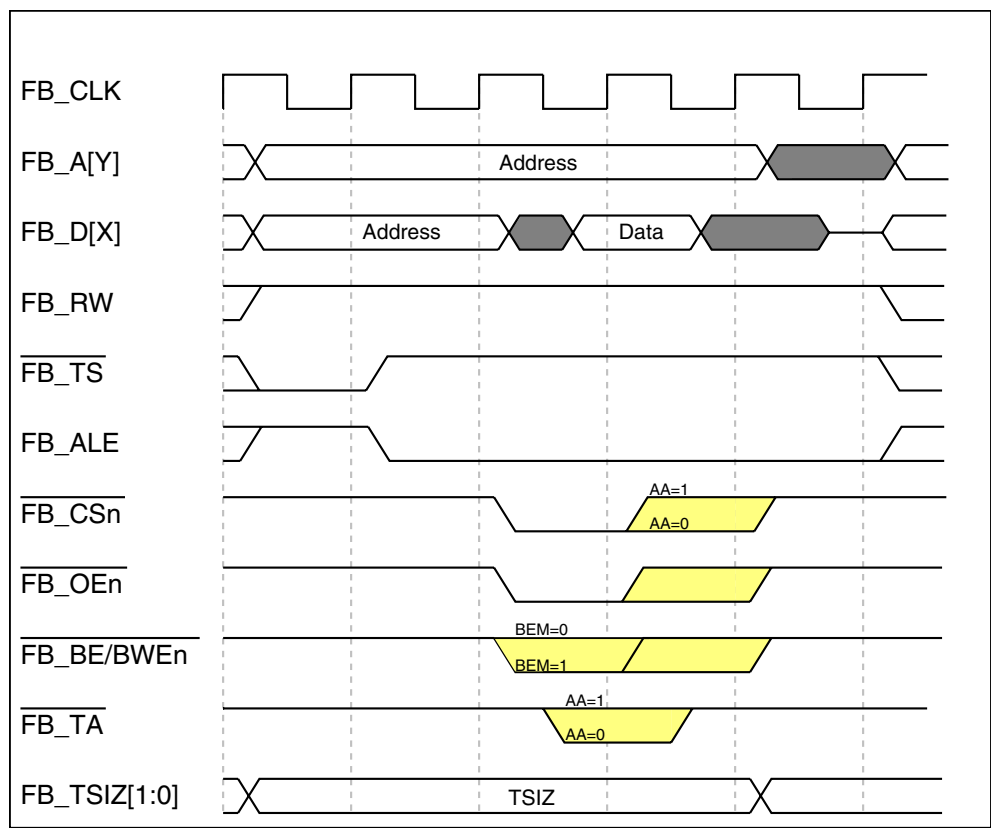 FB_CLK
FB_A[Y]
Address
FB_D[X]
Address
Data
FB_RW
FB_TS
FB_ALE
FB_CSn
AA=1
AA=0
FB_OEn
FB_BE/BWEn
BEM=0
BEM=1
FB_TA
AA=1
AA=0
FB_TSIZ[1:0]
TSIZ